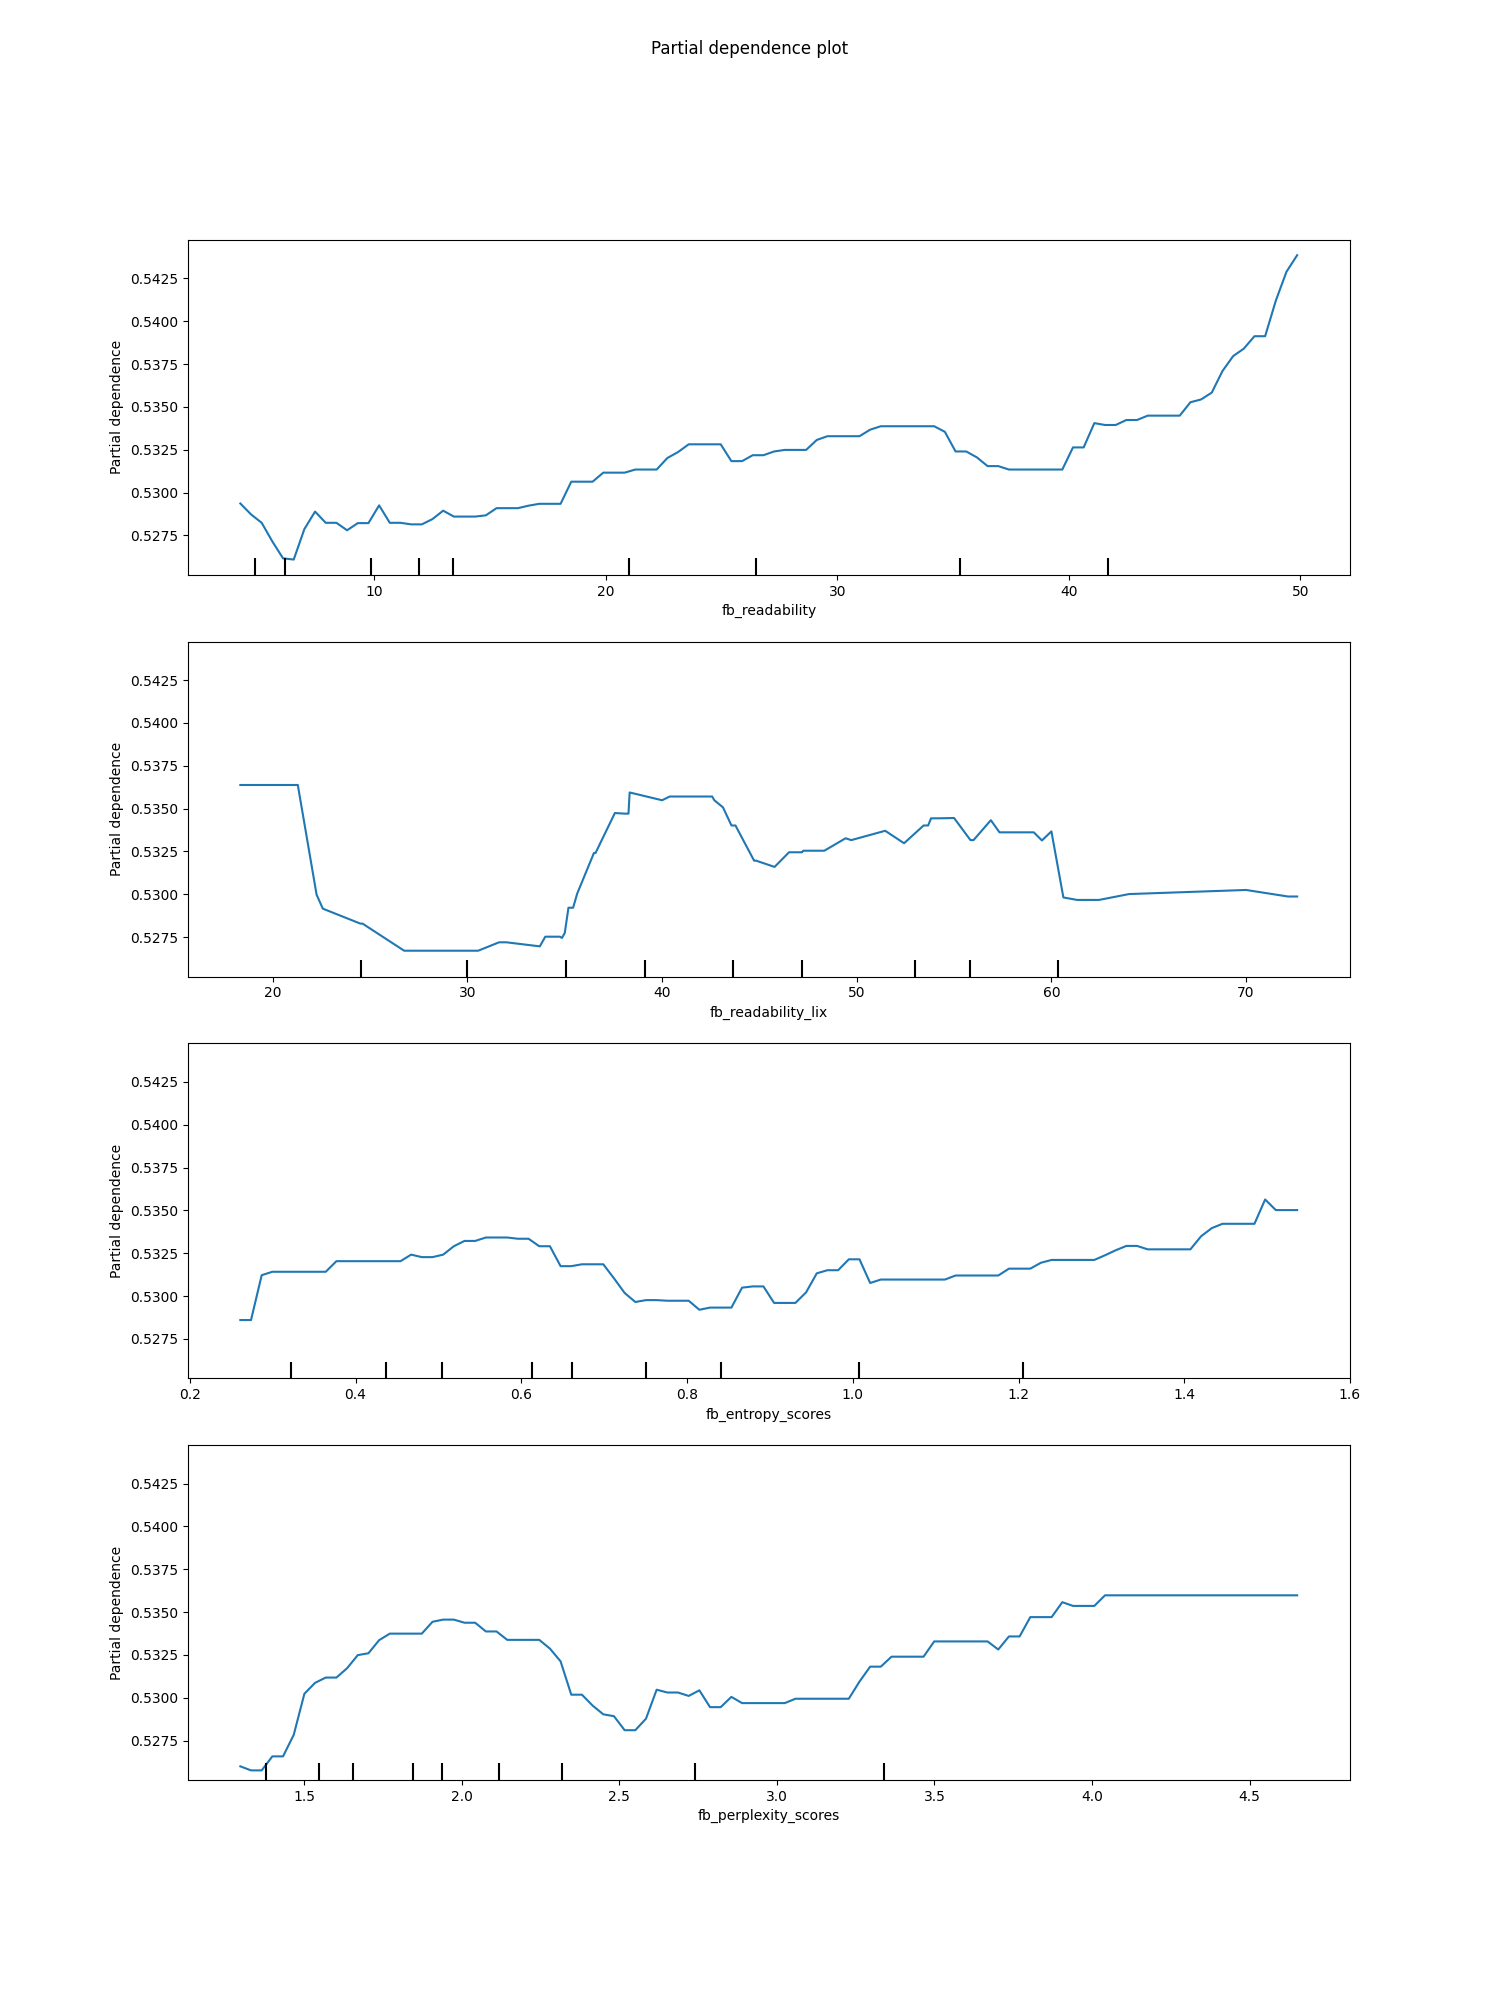 Partial dependence plot
0.5425
0.5400
0.5375
0.5350
0.5325
0.5300
0.5275
Partial dependence
10 20 30 40 50
fb_readability
0.5425
0.5400
0.5375
0.5350
0.5325
0.5300
0.5275
Partial dependence
20 30 40 50 60 70
fb_readability_lix
0.5425
0.5400
0.5375
0.5350
0.5325
0.5300
0.5275
Partial dependence
0.2 0.4 0.6 0.8 1.0 1.2 1.4 1.6
fb_entropy_scores
0.5425
0.5400
0.5375
0.5350
0.5325
0.5300
0.5275
Partial dependence
1.5 2.0 2.5 3.0 3.5 4.0 4.5
fb_perplexity_scores